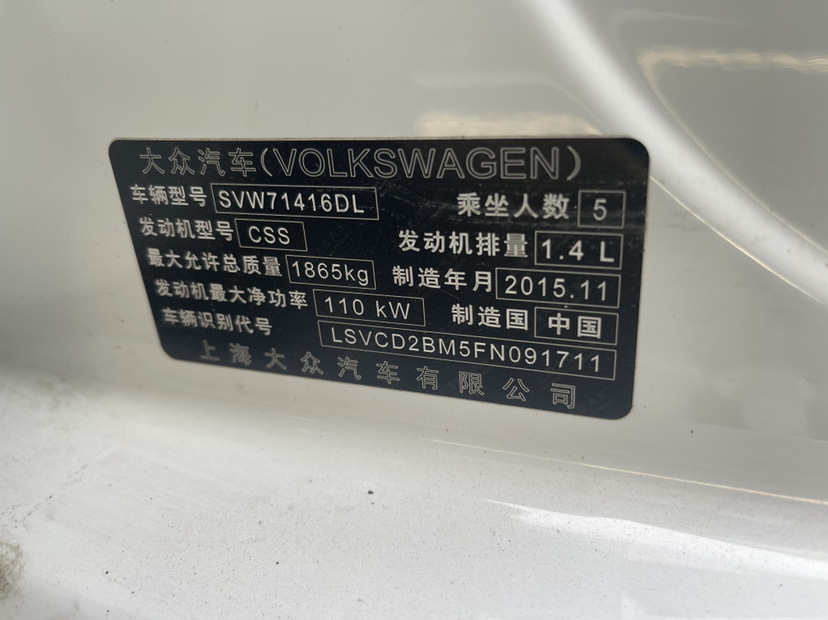 大众汽车(VOLKSWAGEN)
车辆型号 SVW71416DL 乘坐人数 5
发动机型号 CSS 发动机排量 1.4 L
最大允许总质量 1865kg 制造年月 2015.11
发动机最大净功率 110 kW 制造国 中国
车辆识别代号 LSVCD2BM5FN091711
上海大众汽车有限公司